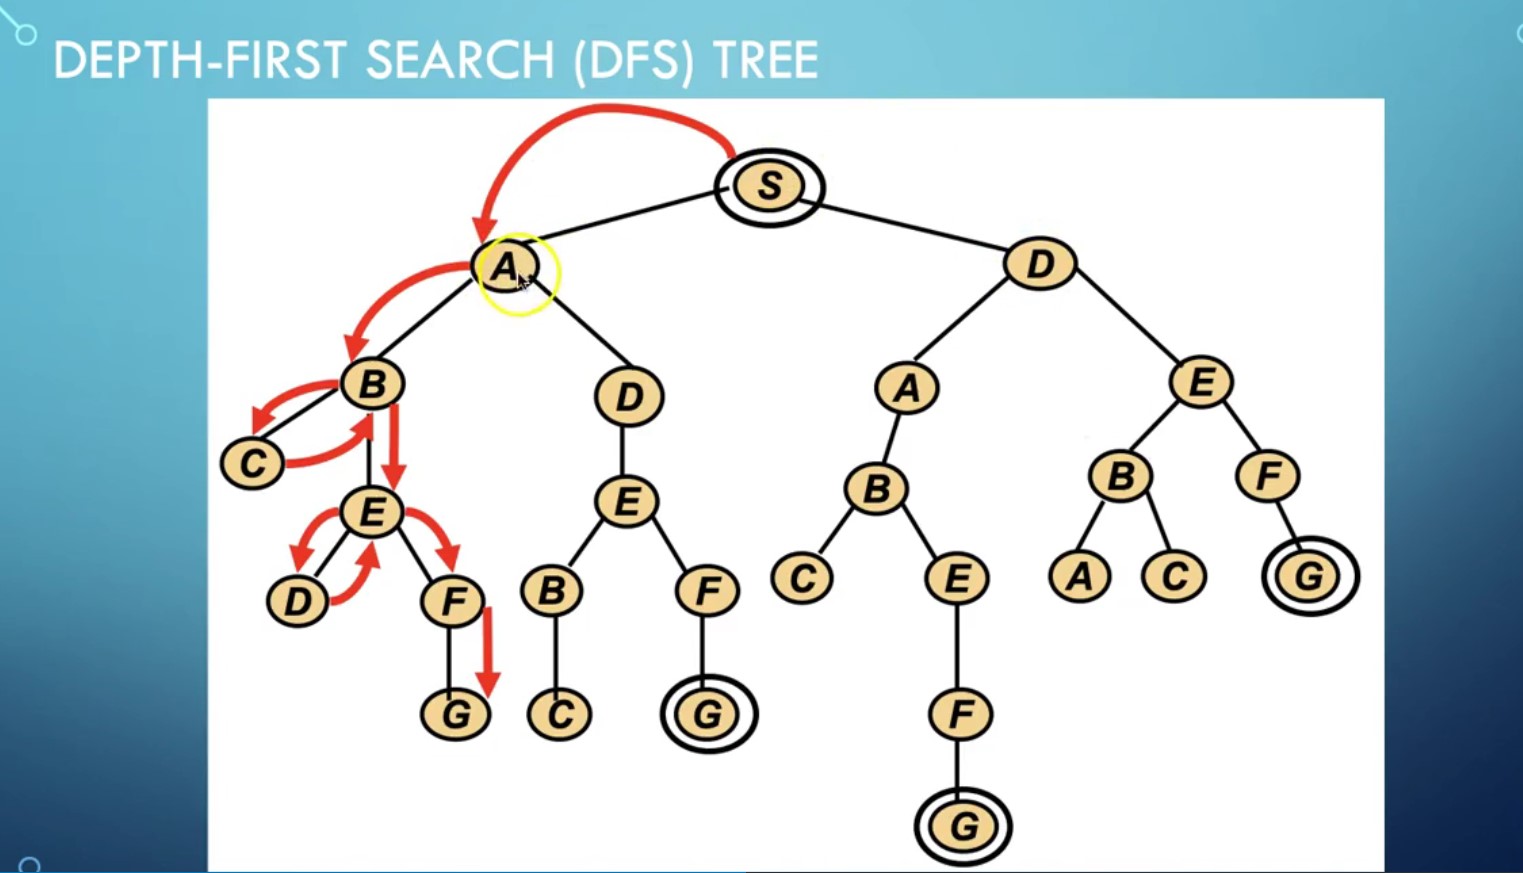 DEPTH-FIRST SEARCH (DFS) TREE
S
A D
B D A E
C E E B B F
D F B F C E A C G
G C G F
G